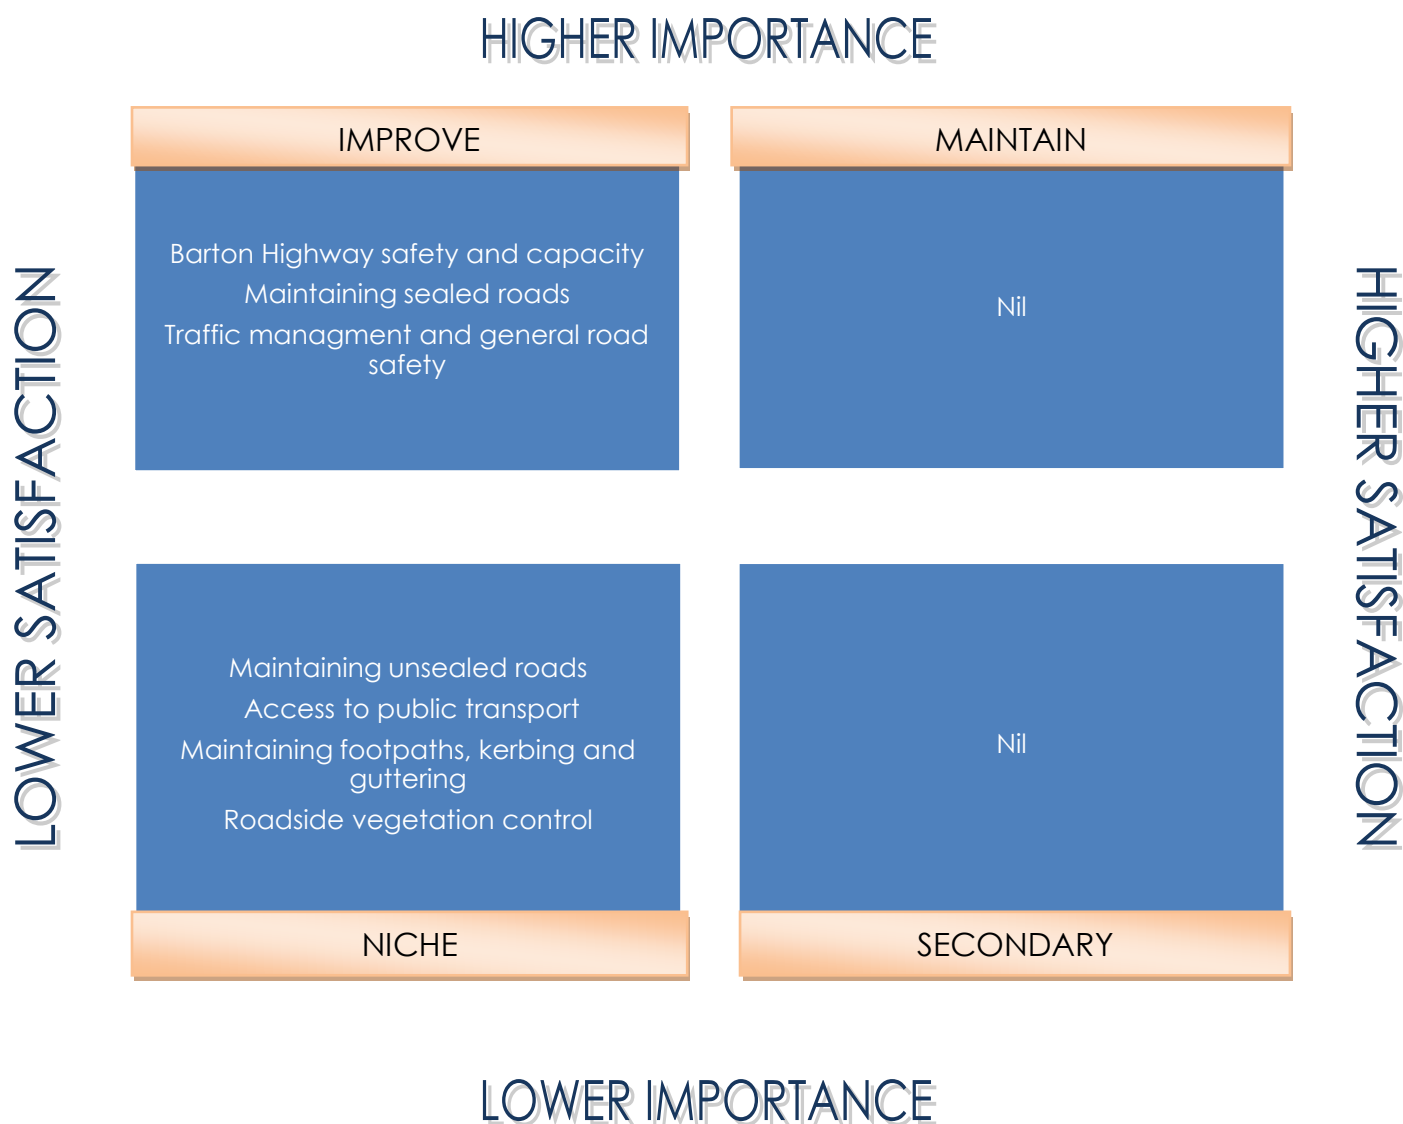 HIGHER IMPORTANCE
IMPROVE
MAINTAIN
LOWER SATISFACTION
HIGHER SATISFACTION
Barton Highway safety and capacity
Maintaining sealed roads
Traffic managment and general road
safety
Nil
Maintaining unsealed roads
Access to public transport
Maintaining footpaths, kerbing and
guttering
Roadside vegetation control
Nil
NICHE
SECONDARY
LOWER IMPORTANCE